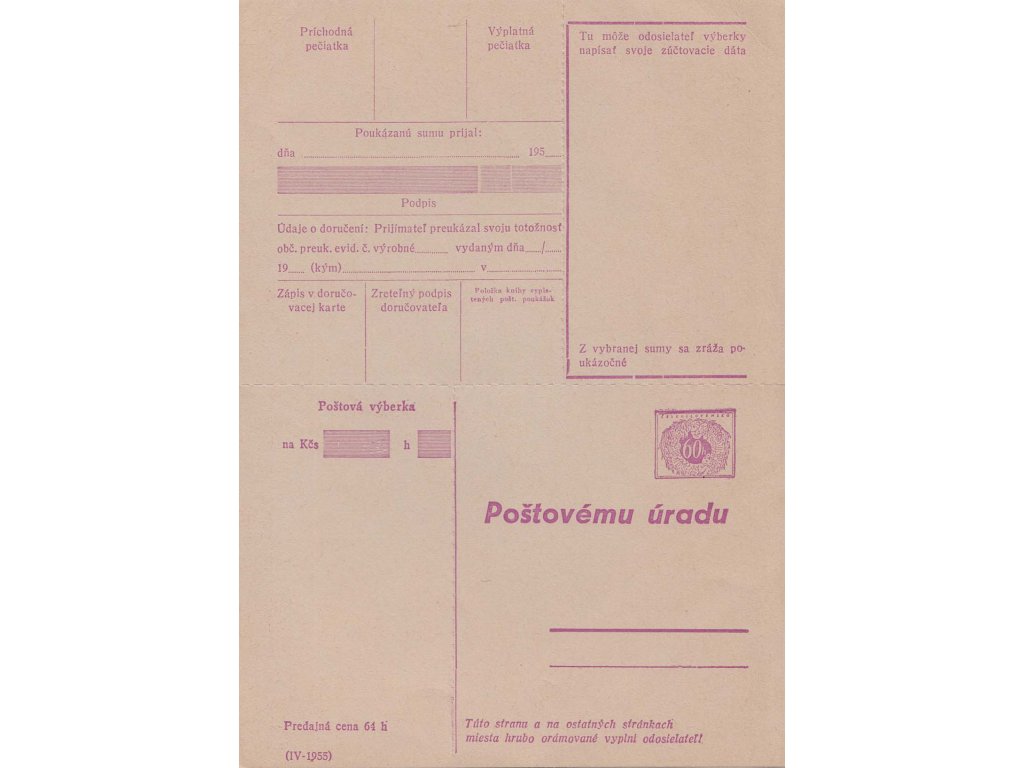 Príchodná
pečiatka
Výplatná
pečiatka
Tu môže odosielateľ výberky
napísať svoje zúčtovacie dáta
Poukázanú sumu prijal:
dňa 195
Podpis
Údaje o doručení: Prijímateľ preukázal svoju totožnosť
obč. preuk. evid. č. výrobné vydaným dňa /
19 (kým) v
Zápis v doručo-
vacej karte
Zreteľný podpis
doručovateľa
Položka knihy vypla-
tených pošt. poukážok
Z vybranej sumy sa zráža po-
ukázočné
Poštová výberka
na Kčs h
ČESKOSLOVENSKO
60h
Poštovému úradu
Predajná cena 64 h
(IV-1955)
Túto stranu a na ostatných stránkach
miesta hrubo orámované vyplní odosielateľ!